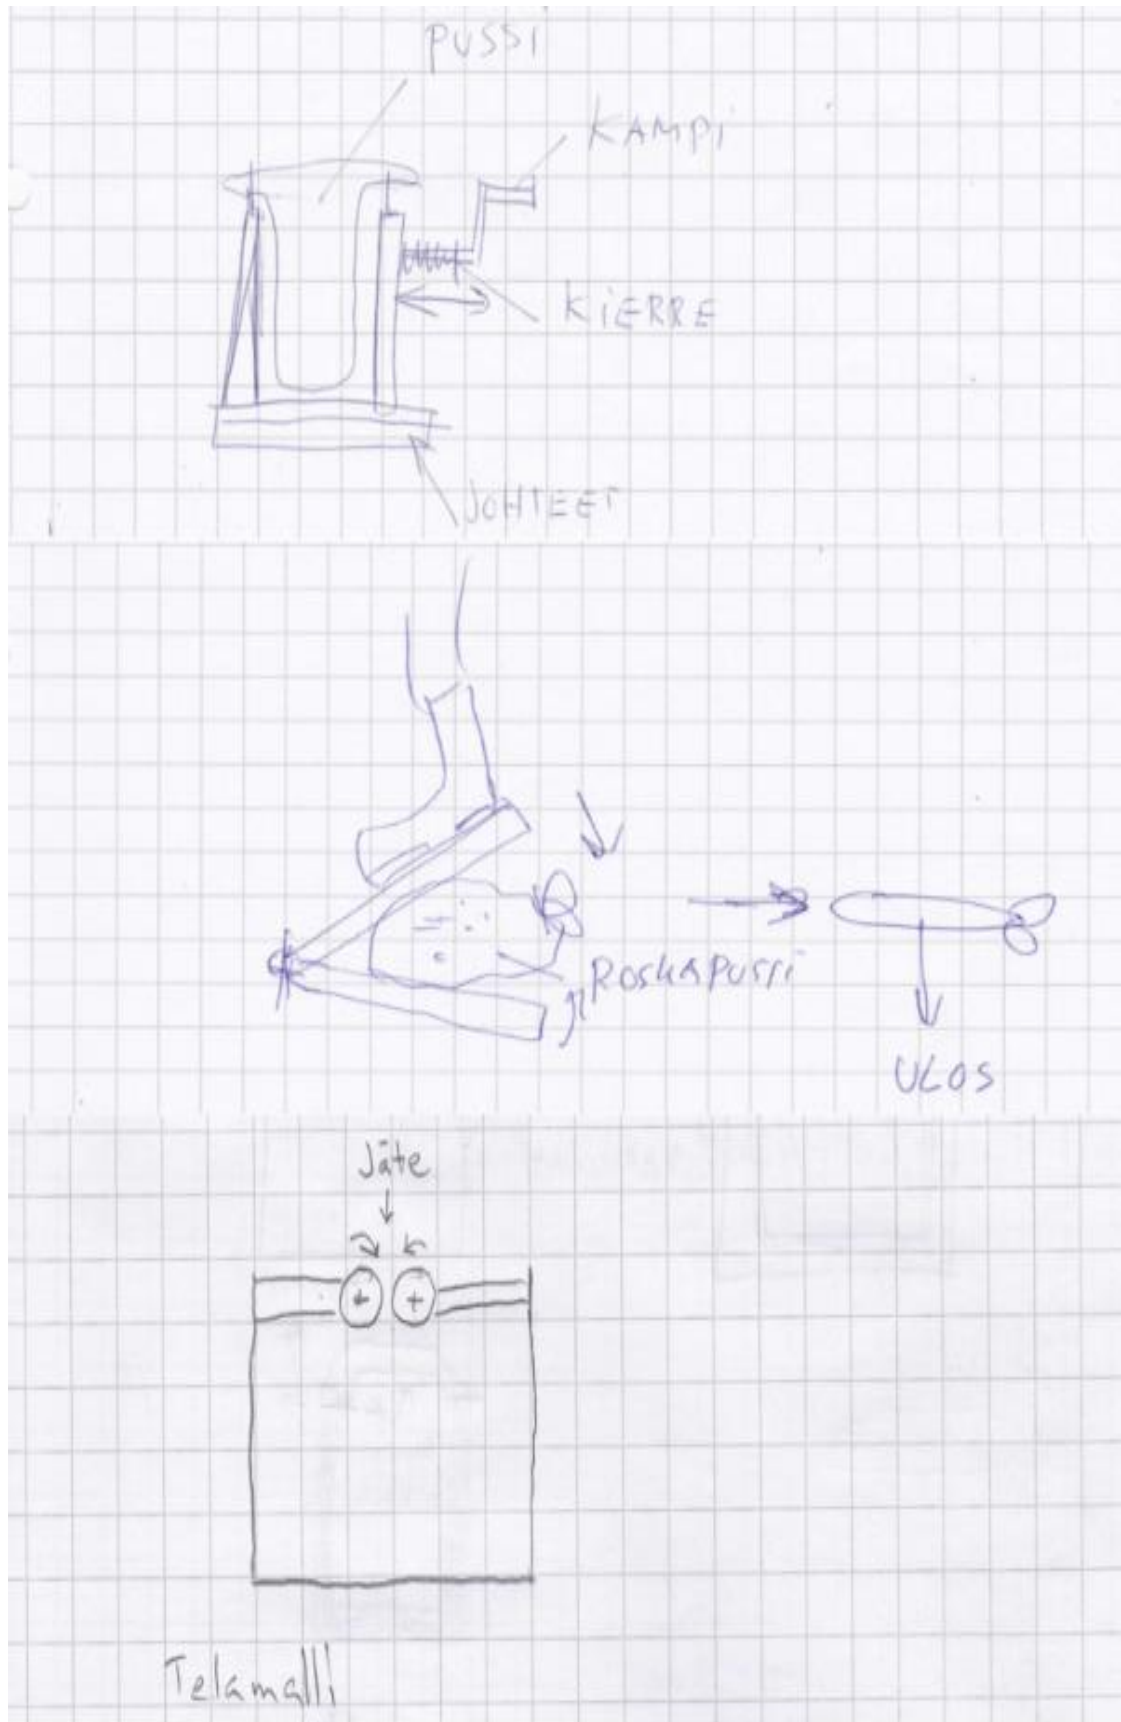 PUSSI
KAMPI
KIERRE
JOHTEET
ROSKAPUSSI
ULOS
Jäte
Telamalli